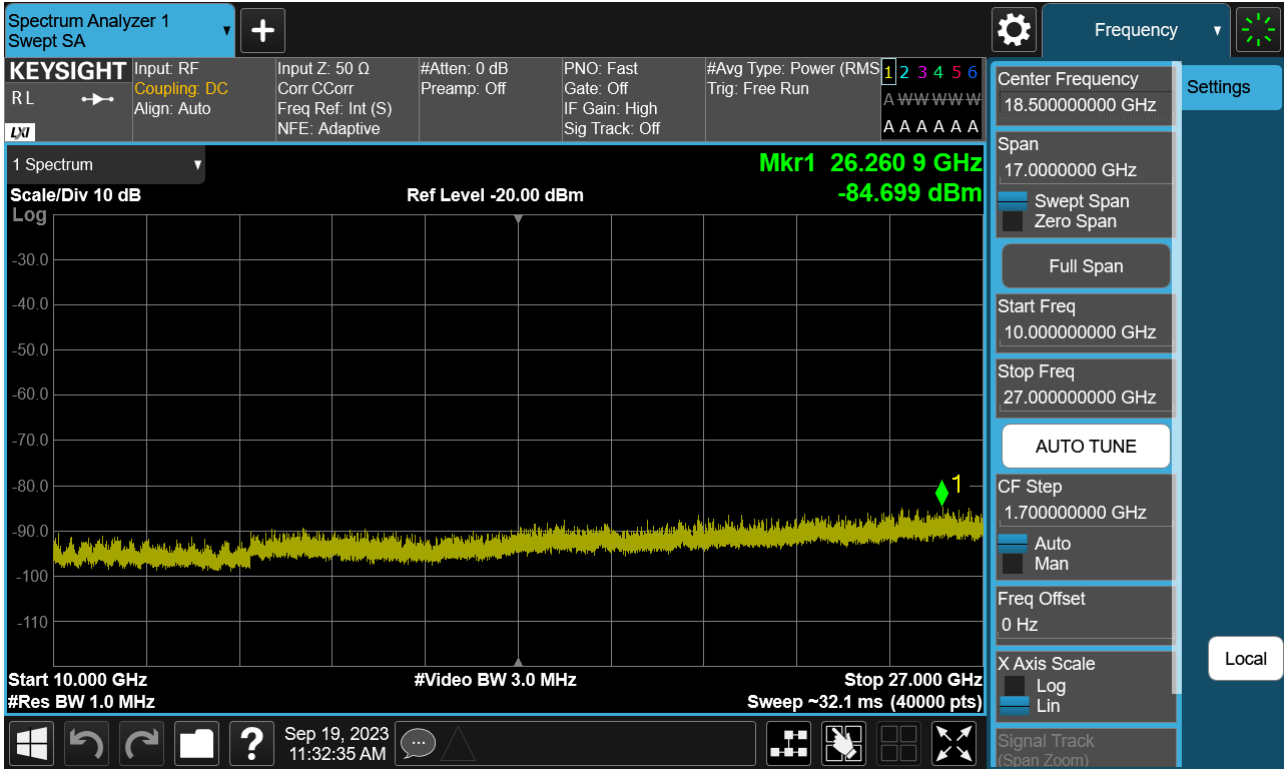 Spectrum Analyzer 1
Swept SA
Frequency
KEYSIGHT
R L
LXI
Input: RF
Coupling: DC
Align: Auto
Input Z: 50 Ω
Corr CCorr
Freq Ref: Int (S)
NFE: Adaptive
#Atten: 0 dB
Preamp: Off
PNO: Fast
Gate: Off
IF Gain: High
Sig Track: Off
#Avg Type: Power (RMS
Trig: Free Run
1 2 3 4 5 6
A W W W W W
A A A A A A
1 Spectrum
Scale/Div 10 dB
Log
Ref Level -20.00 dBm
Mkr1 26.260 9 GHz
-84.699 dBm
-30.0
-40.0
-50.0
-60.0
-70.0
-80.0
-90.0
-100
-110
1
Start 10.000 GHz
#Res BW 1.0 MHz
#Video BW 3.0 MHz
Stop 27.000 GHz
Sweep ~32.1 ms (40000 pts)
Center Frequency
18.500000000 GHz
Span
17.0000000 GHz
Swept Span
Zero Span
Full Span
Start Freq
10.000000000 GHz
Stop Freq
27.000000000 GHz
AUTO TUNE
CF Step
1.700000000 GHz
Auto
Man
Freq Offset
0 Hz
X Axis Scale
Log
Lin
Signal Track
(Span Zoom)
Settings
Local
?
Sep 19, 2023
11:32:35 AM